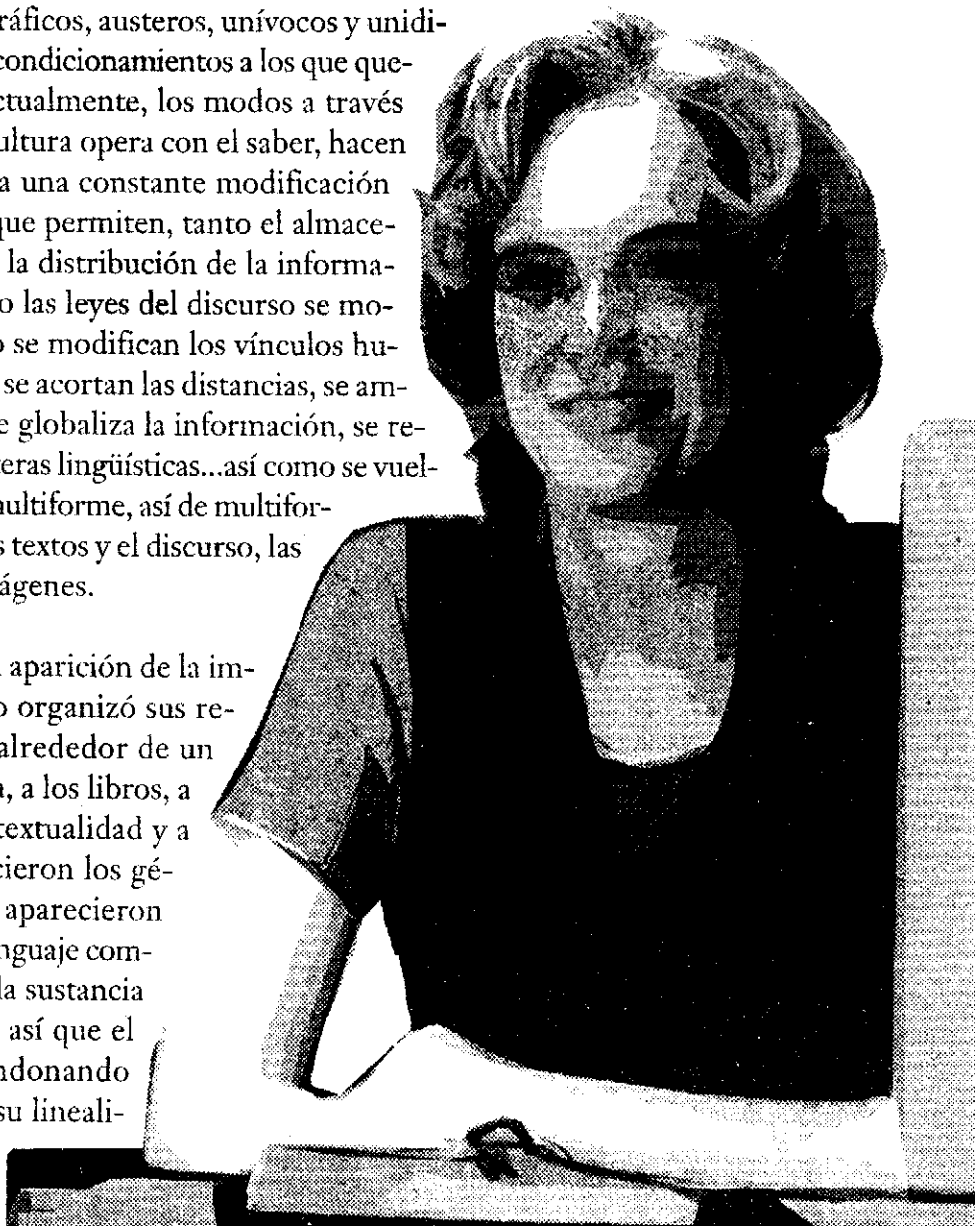 ráficos, austeros, unívocos y unidi-
condicionamientos a los que que-
ctualmente, los modos a través
ultura opera con el saber, hacen
a una constante modificación
que permiten, tanto el almace-
la distribución de la informa-
o las leyes del discurso se mo-
o se modifican los vínculos hu-
se acortan las distancias, se am-
e globaliza la información, se re-
eras lingüísticas...así como se vuel-
nultiforme, así de multifor-
s textos y el discurso, las
ágenes.
aparición de la im-
o organizó sus re-
alrededor de un
a, a los libros, a
textualidad y a
cieron los gé-
aparecieron
nguaje com-
la sustancia
así que el
ndonando
su lineali-